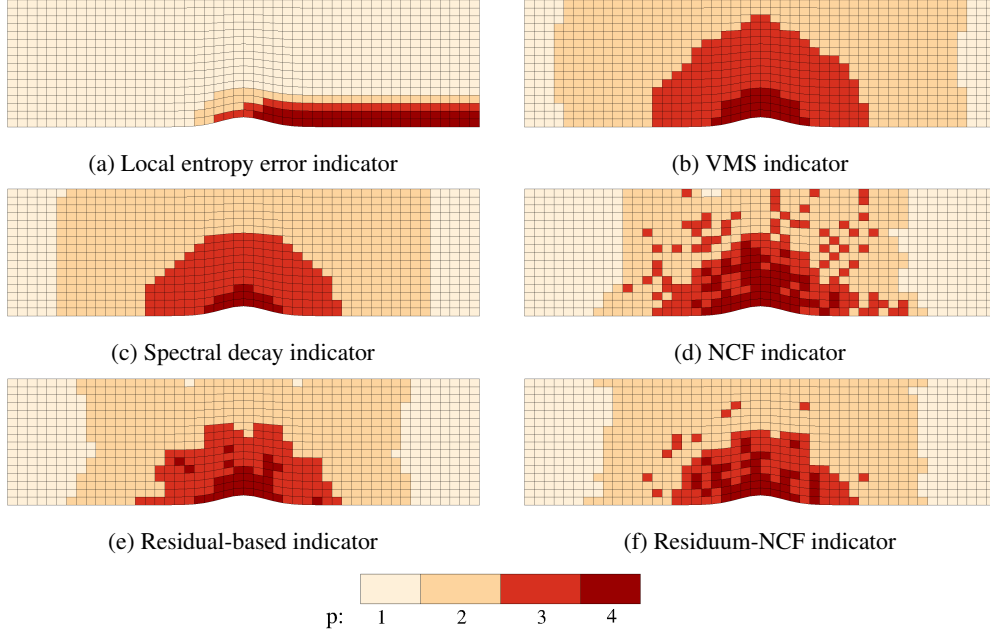 (a) Local entropy error indicator
(b) VMS indicator
(c) Spectral decay indicator
(d) NCF indicator
(e) Residual-based indicator
(f) Residuum-NCF indicator
p: 1 2 3 4